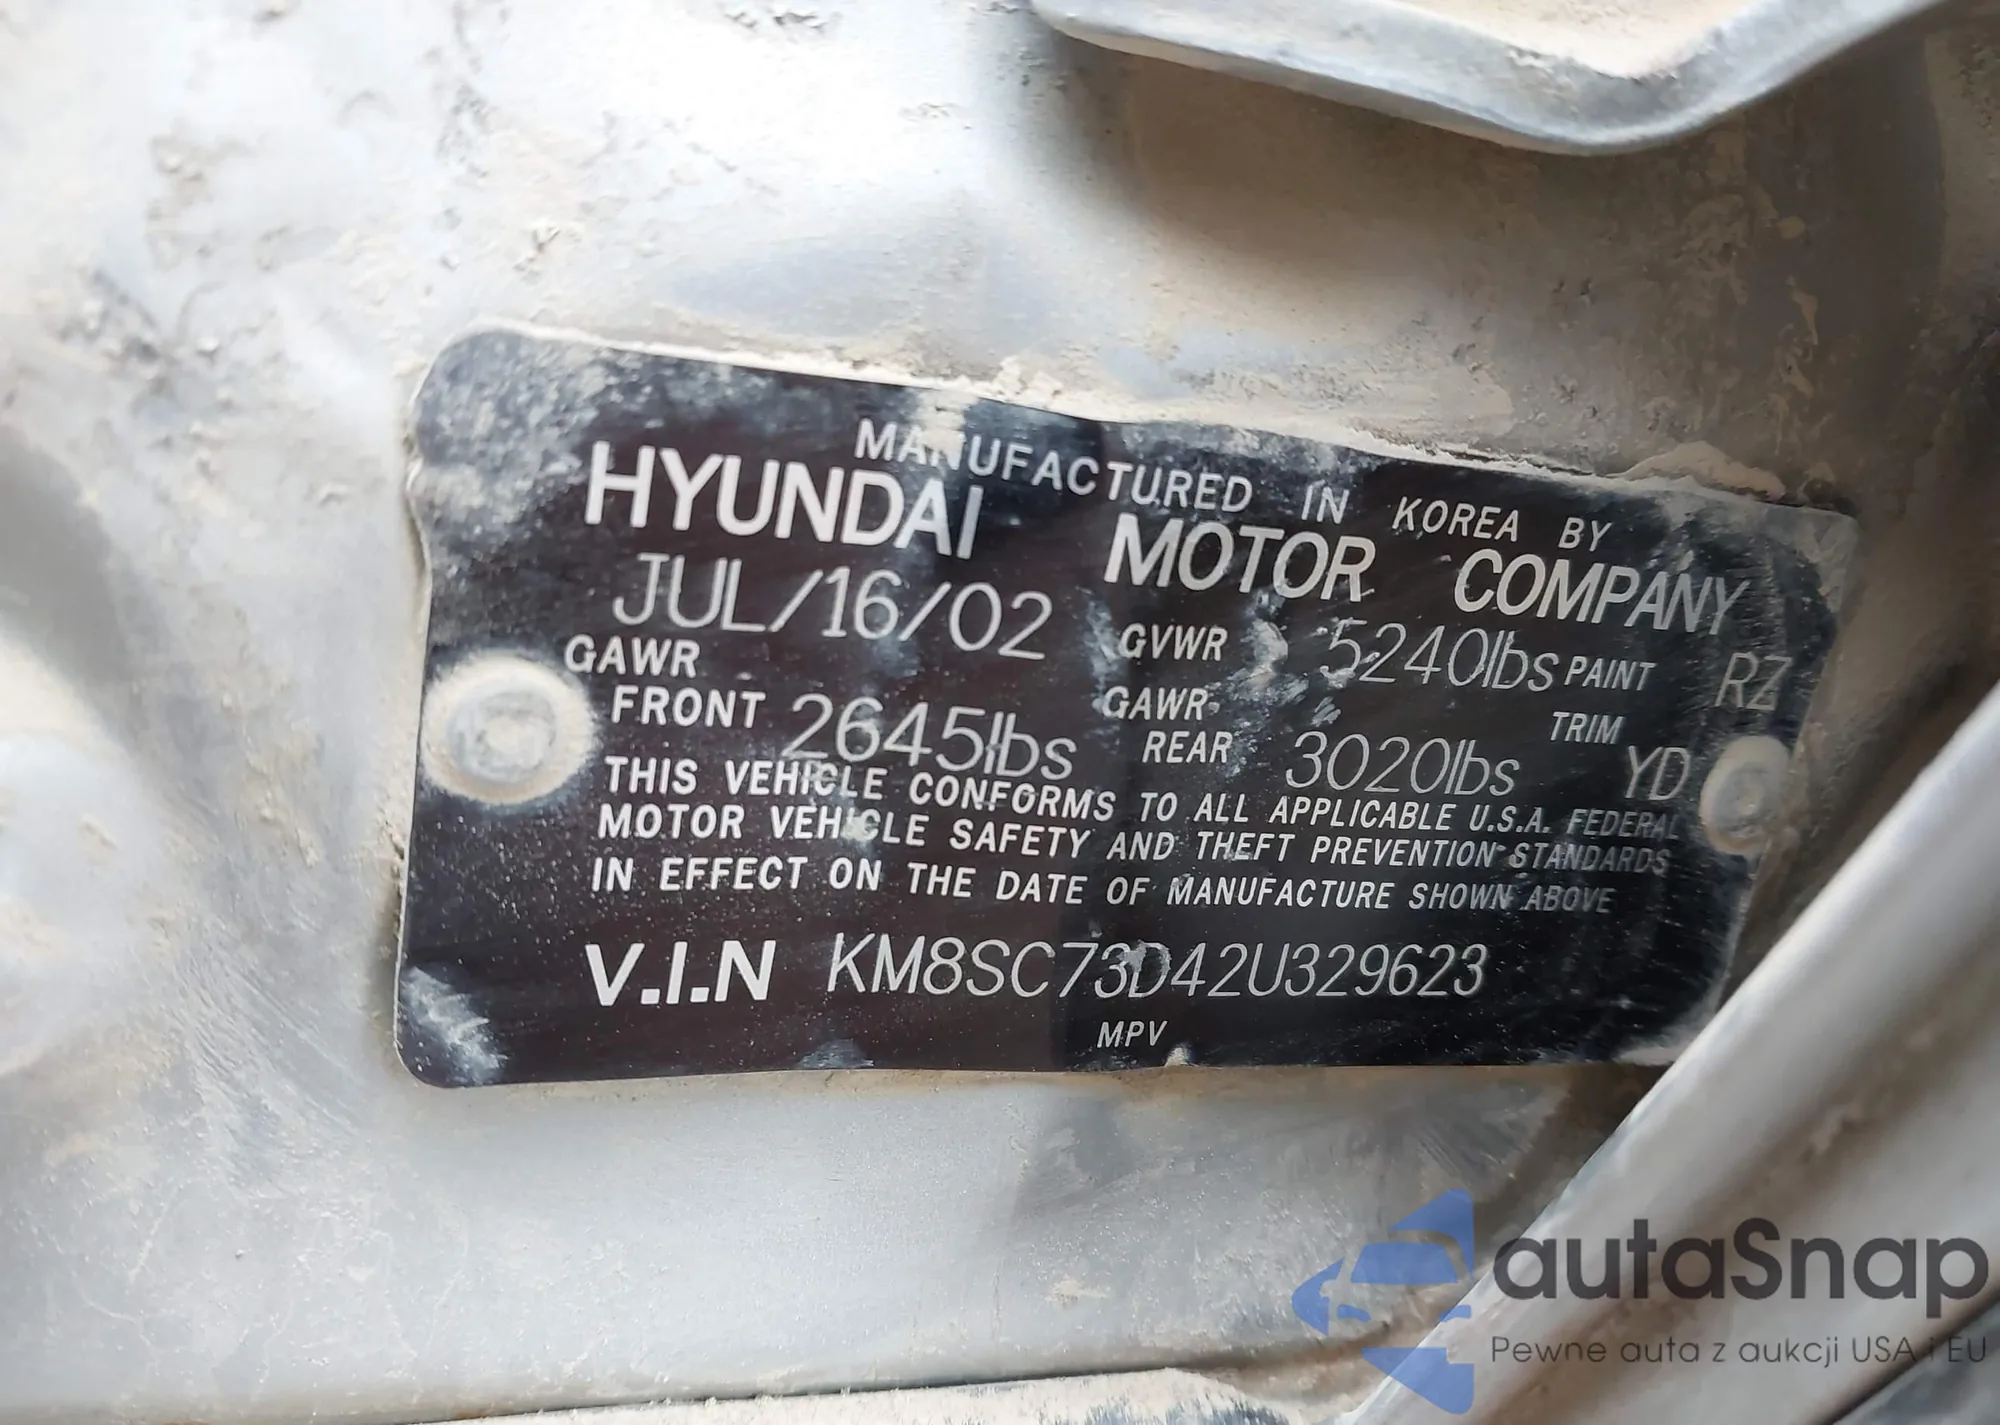 MANUFACTURED IN KOREA BY
HYUNDAI MOTOR COMPANY
JUL/16/02 GVWR 5240lbs PAINT RZ
GAWR FRONT 2645lbs GAWR REAR 3020lbs TRIM YD
THIS VEHICLE CONFORMS TO ALL APPLICABLE U.S.A. FEDERAL
MOTOR VEHICLE SAFETY AND THEFT PREVENTION STANDARDS
IN EFFECT ON THE DATE OF MANUFACTURE SHOWN ABOVE
V.I.N KM8SC73D42U329623
MPV
autaSnap
Pewne auta z aukcji USA i EU